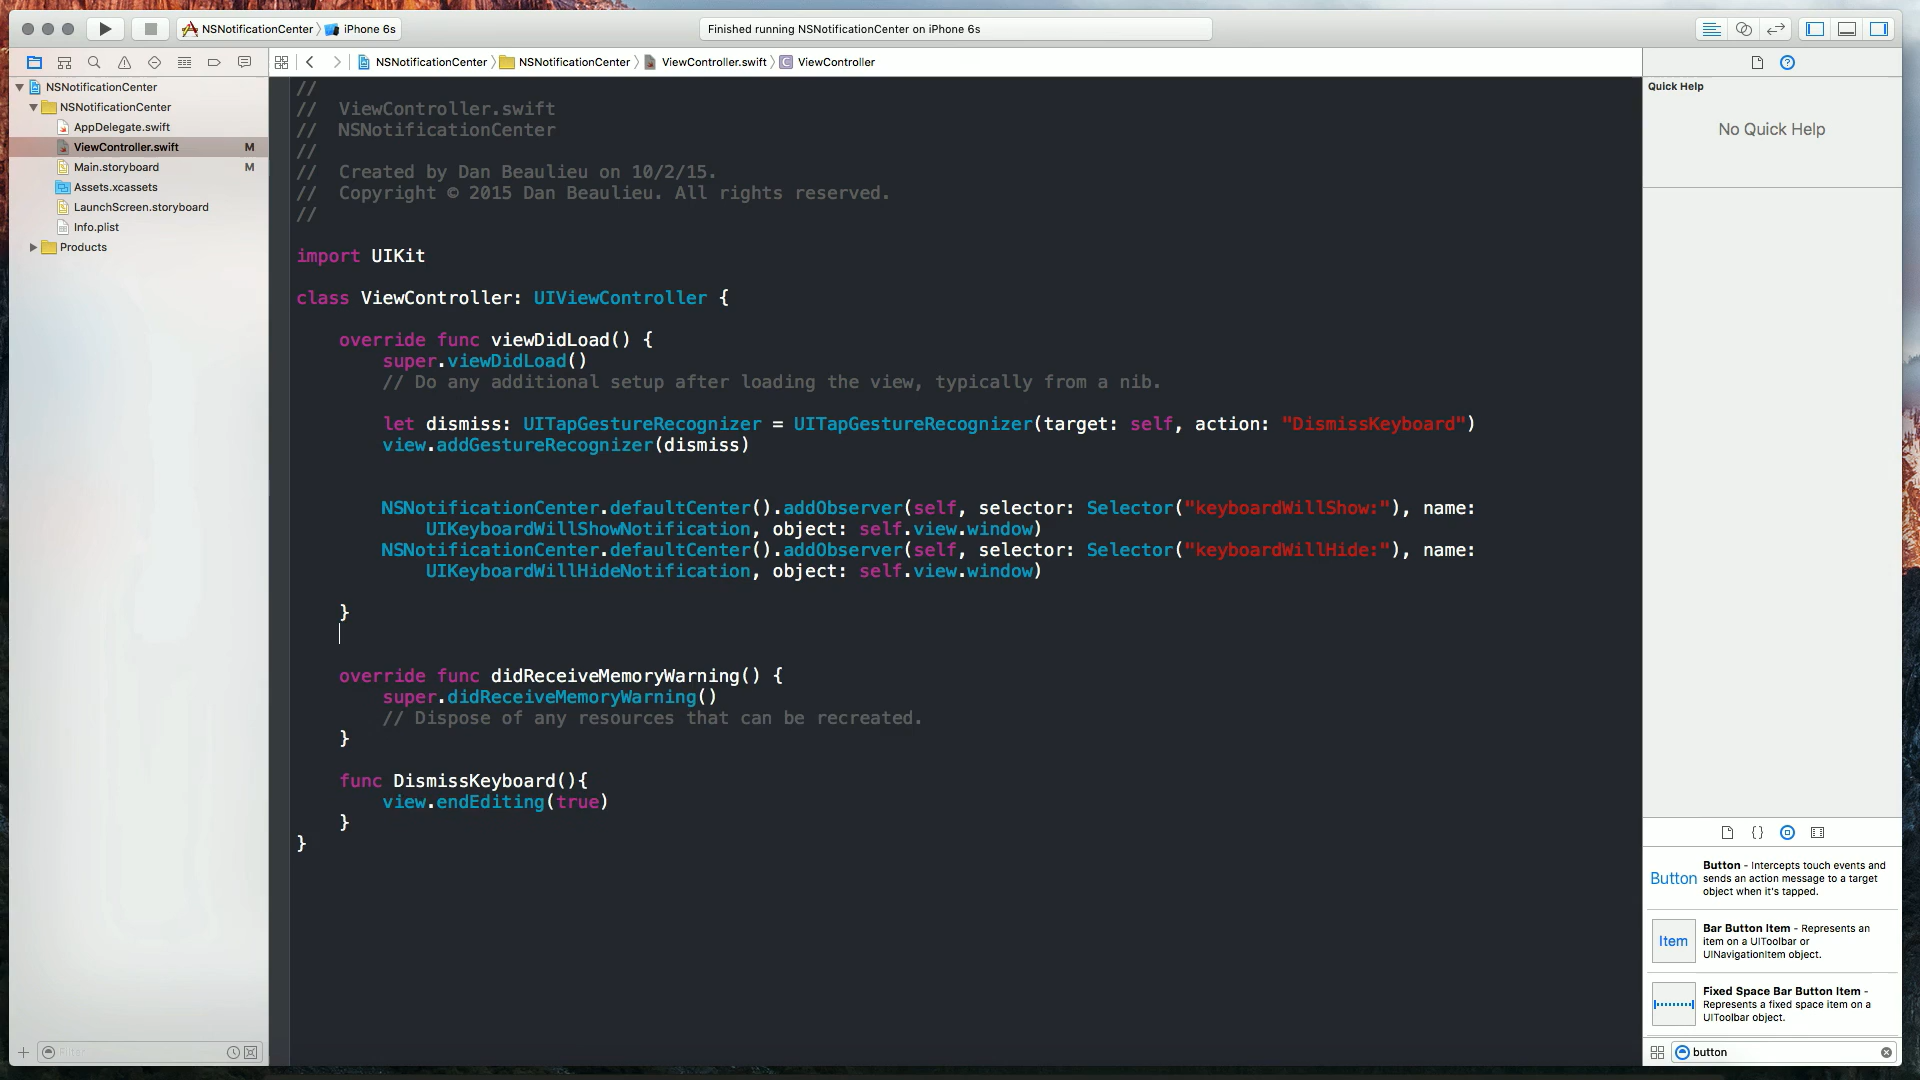 NSNotificationCenter
iPhone 6s
Finished running NSNotificationCenter on iPhone 6s
NSNotificationCenter
NSNotificationCenter
ViewController.swift
ViewController
NSNotificationCenter
NSNotificationCenter
AppDelegate.swift
ViewController.swift M
Main.storyboard M
Assets.xcassets
LaunchScreen.storyboard
Info.plist
Products
Filter
//
// ViewController.swift
// NSNotificationCenter
//
// Created by Dan Beaulieu on 10/2/15.
// Copyright © 2015 Dan Beaulieu. All rights reserved.
//
import UIKit
class ViewController: UIViewController {
override func viewDidLoad() {
super.viewDidLoad()
// Do any additional setup after loading the view, typically from a nib.
let dismiss: UITapGestureRecognizer = UITapGestureRecognizer(target: self, action: "DismissKeyboard")
view.addGestureRecognizer(dismiss)
NSNotificationCenter.defaultCenter().addObserver(self, selector: Selector("keyboardWillShow:"), name:
UIKeyboardWillShowNotification, object: self.view.window)
NSNotificationCenter.defaultCenter().addObserver(self, selector: Selector("keyboardWillHide:"), name:
UIKeyboardWillHideNotification, object: self.view.window)
}
override func didReceiveMemoryWarning() {
super.didReceiveMemoryWarning()
// Dispose of any resources that can be recreated.
}
func DismissKeyboard(){
view.endEditing(true)
}
}
Quick Help
No Quick Help
{}
Button
Button - Intercepts touch events and
sends an action message to a target
object when it's tapped.
Item
Bar Button Item - Represents an
item on a UIToolbar or
UINavigationItem object.
Fixed Space Bar Button Item -
Represents a fixed space item on a
UIToolbar object.
button